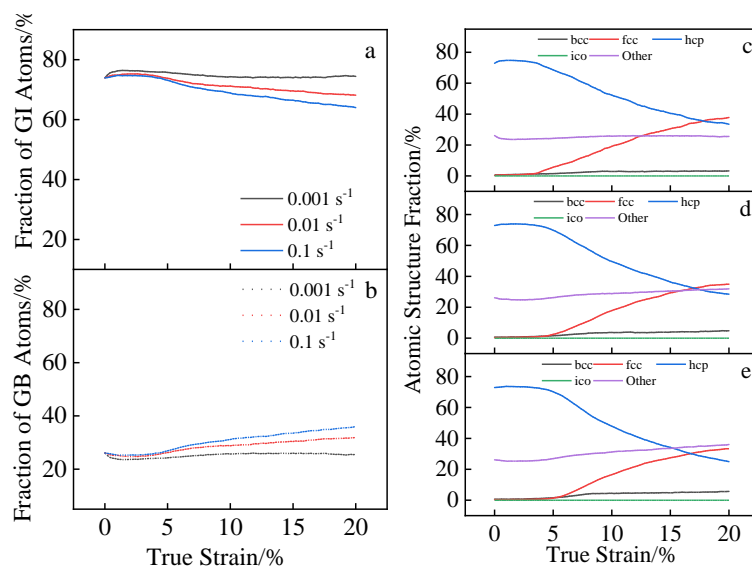 a
Fraction of GI Atoms/%
80
60
40
20
0.001 s⁻¹
0.01 s⁻¹
0.1 s⁻¹
b
Fraction of GB Atoms/%
80
60
40
20
0.001 s⁻¹
0.01 s⁻¹
0.1 s⁻¹
0 5 10 15 20
True Strain/%
Atomic Structure Fraction/%
c
bcc fcc hcp
ico Other
80
60
40
20
0
d
bcc fcc hcp
ico Other
80
60
40
20
0
e
bcc fcc hcp
ico Other
80
60
40
20
0
0 5 10 15 20
True Strain/%